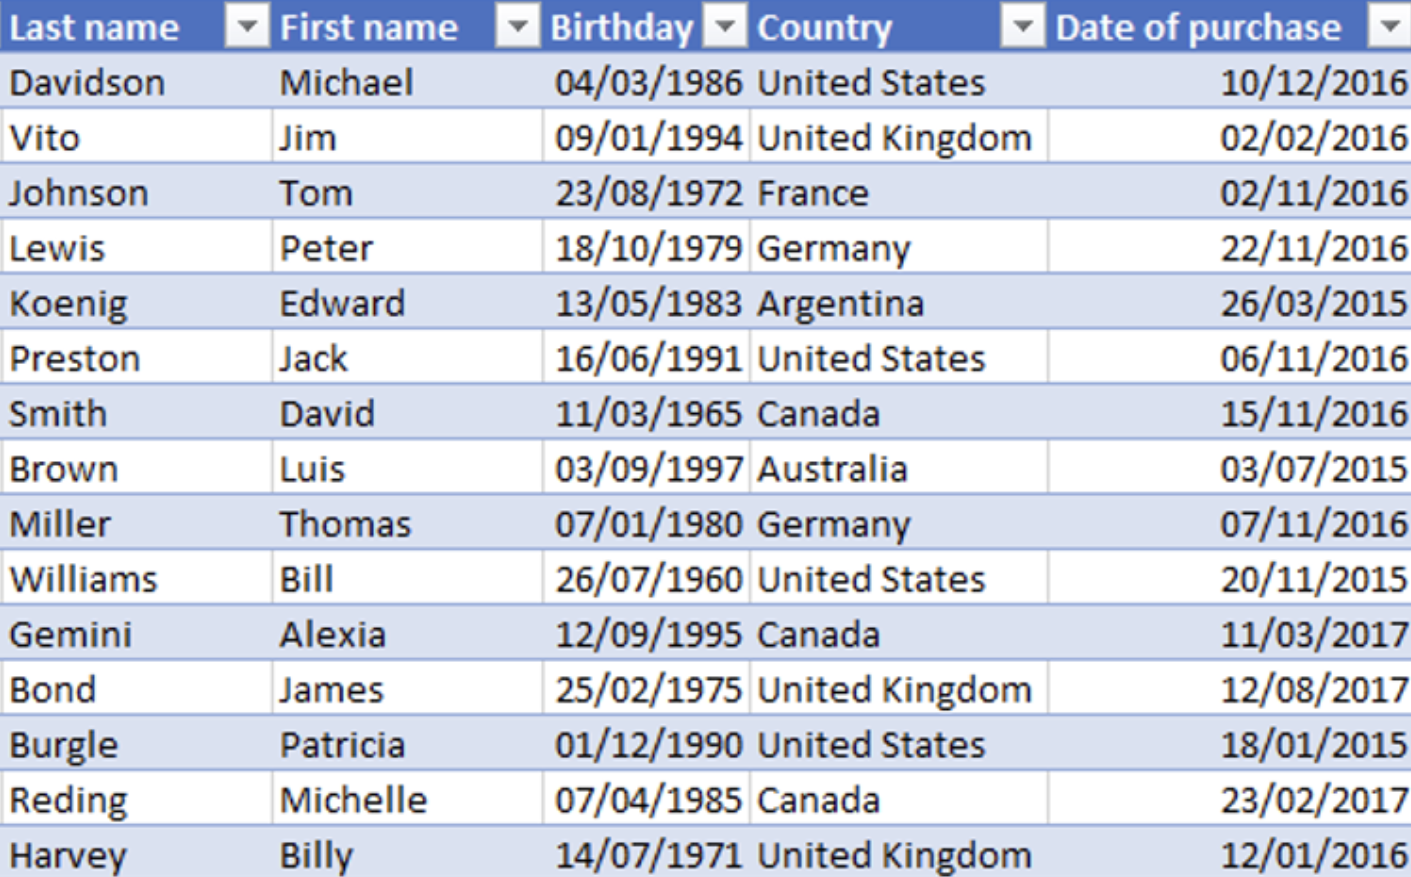 Last name First name Birthday Country Date of purchase
Davidson Michael 04/03/1986 United States 10/12/2016
Vito Jim 09/01/1994 United Kingdom 02/02/2016
Johnson Tom 23/08/1972 France 02/11/2016
Lewis Peter 18/10/1979 Germany 22/11/2016
Koenig Edward 13/05/1983 Argentina 26/03/2015
Preston Jack 16/06/1991 United States 06/11/2016
Smith David 11/03/1965 Canada 15/11/2016
Brown Luis 03/09/1997 Australia 03/07/2015
Miller Thomas 07/01/1980 Germany 07/11/2016
Williams Bill 26/07/1960 United States 20/11/2015
Gemini Alexia 12/09/1995 Canada 11/03/2017
Bond James 25/02/1975 United Kingdom 12/08/2017
Burgle Patricia 01/12/1990 United States 18/01/2015
Reding Michelle 07/04/1985 Canada 23/02/2017
Harvey Billy 14/07/1971 United Kingdom 12/01/2016